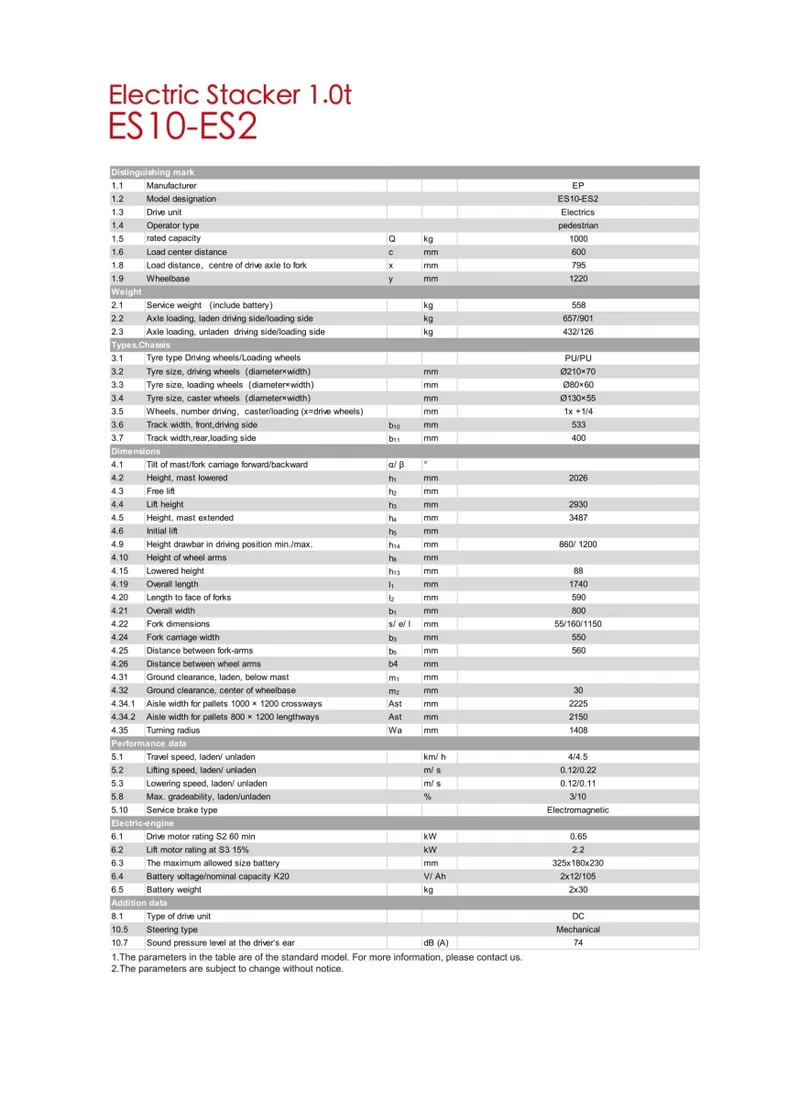 Electric Stacker 1.0t
ES10-ES2
Distinguishing mark
1.1 Manufacturer EP
1.2 Model designation ES10-ES2
1.3 Drive unit Electrics
1.4 Operator type pedestrian
1.5 rated capacity Q kg 1000
1.6 Load center distance c mm 600
1.8 Load distance，centre of drive axle to fork x mm 795
1.9 Wheelbase y mm 1220
Weight
2.1 Service weight （include battery） kg 558
2.2 Axle loading, laden driving side/loading side kg 657/901
2.3 Axle loading, unladen driving side/loading side kg 432/126
Types,Chassis
3.1 Tyre type Driving wheels/Loading wheels PU/PU
3.2 Tyre size, driving wheels（diameter×width） mm Ø210×70
3.3 Tyre size, loading wheels（diameter×width） mm Ø80×60
3.4 Tyre size, caster wheels（diameter×width） mm Ø130×55
3.5 Wheels, number driving，caster/loading (x=drive wheels) mm 1x +1/4
3.6 Track width, front,driving side b10 mm 533
3.7 Track width,rear,loading side b11 mm 400
Dimensions
4.1 Tilt of mast/fork carriage forward/backward α/ β °
4.2 Height, mast lowered h1 mm 2026
4.3 Free lift h2 mm
4.4 Lift height h3 mm 2930
4.5 Height, mast extended h4 mm 3487
4.6 Initial lift h5 mm
4.9 Height drawbar in driving position min./max. h14 mm 860/ 1200
4.10 Height of wheel arms h8 mm
4.15 Lowered height h13 mm 88
4.19 Overall length l1 mm 1740
4.20 Length to face of forks l2 mm 590
4.21 Overall width b1 mm 800
4.22 Fork dimensions s/ e/ l mm 55/160/1150
4.24 Fork carriage width b3 mm 550
4.25 Distance between fork-arms b5 mm 560
4.26 Distance between wheel arms b4 mm
4.31 Ground clearance, laden, below mast m1 mm
4.32 Ground clearance, center of wheelbase m2 mm 30
4.34.1 Aisle width for pallets 1000 × 1200 crossways Ast mm 2225
4.34.2 Aisle width for pallets 800 × 1200 lengthways Ast mm 2150
4.35 Turning radius Wa mm 1408
Performance data
5.1 Travel speed, laden/ unladen km/ h 4/4.5
5.2 Lifting speed, laden/ unladen m/ s 0.12/0.22
5.3 Lowering speed, laden/ unladen m/ s 0.12/0.11
5.8 Max. gradeability, laden/unladen % 3/10
5.10 Service brake type Electromagnetic
Electric-engine
6.1 Drive motor rating S2 60 min kW 0.65
6.2 Lift motor rating at S3 15% kW 2.2
6.3 The maximum allowed size battery mm 325x180x230
6.4 Battery voltage/nominal capacity K20 V/ Ah 2x12/105
6.5 Battery weight kg 2x30
Addition data
8.1 Type of drive unit DC
10.5 Steering type Mechanical
10.7 Sound pressure level at the driver's ear dB (A) 74
1.The parameters in the table are of the standard model. For more information, please contact us.
2.The parameters are subject to change without notice.